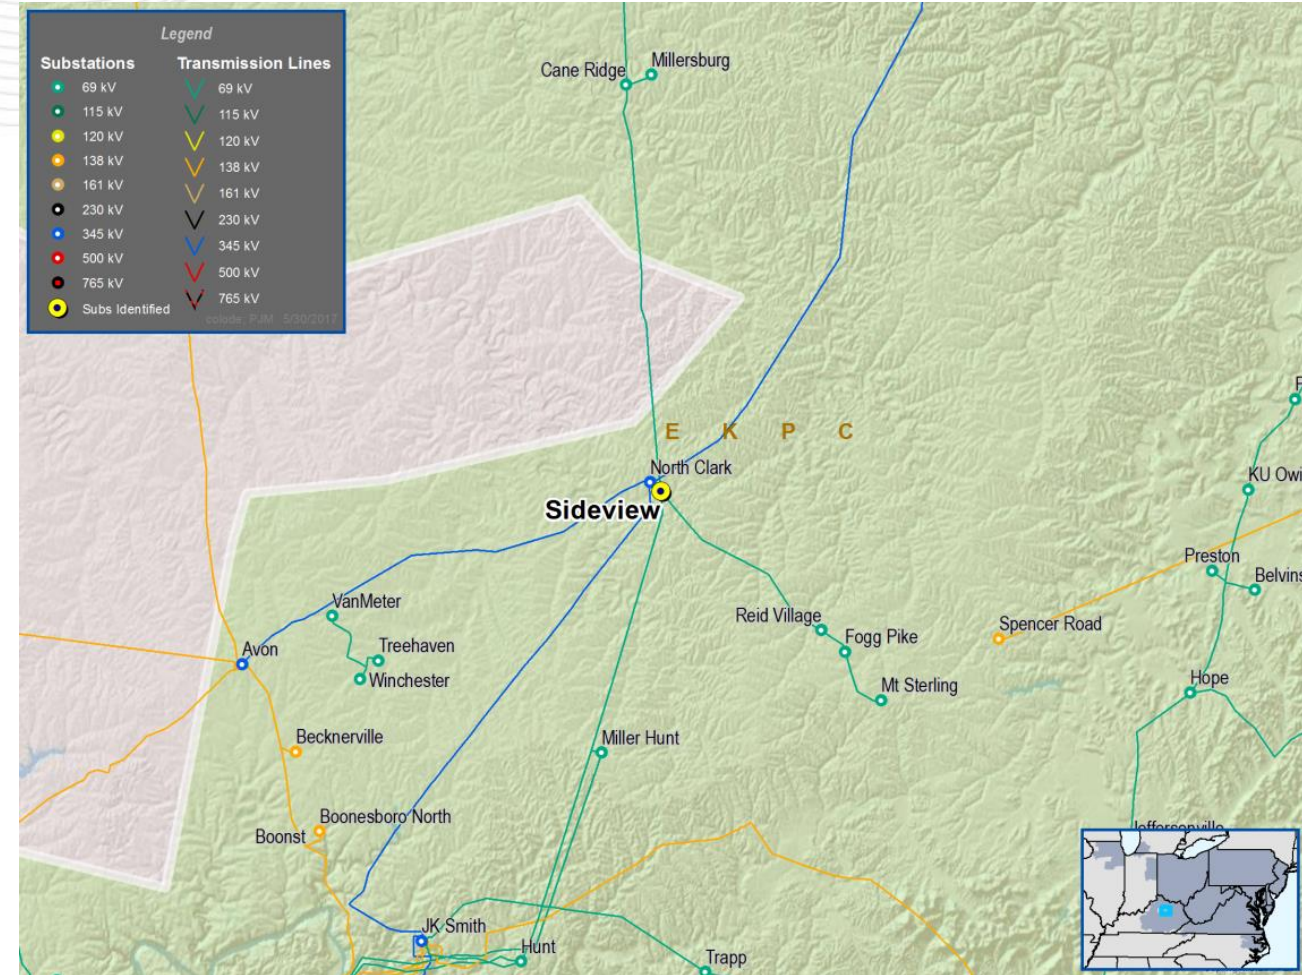 Legend
Substations
Transmission Lines
69 kV
69 kV
115 kV
115 kV
120 kV
120 kV
138 kV
138 kV
161 kV
161 kV
230 kV
230 kV
345 kV
345 kV
500 kV
500 kV
765 kV
765 kV
Subs Identified
Cane Ridge
Millersburg
E K P C
North Clark
Sideview
KU Owi
Preston
Belvins
VanMeter
Reid Village
Spencer Road
Fogg Pike
Avon
Treehaven
Winchester
Mt Sterling
Hope
Becknerville
Miller Hunt
Boonesboro North
Boonst
Jeffersonville
JK Smith
Hunt
Trapp